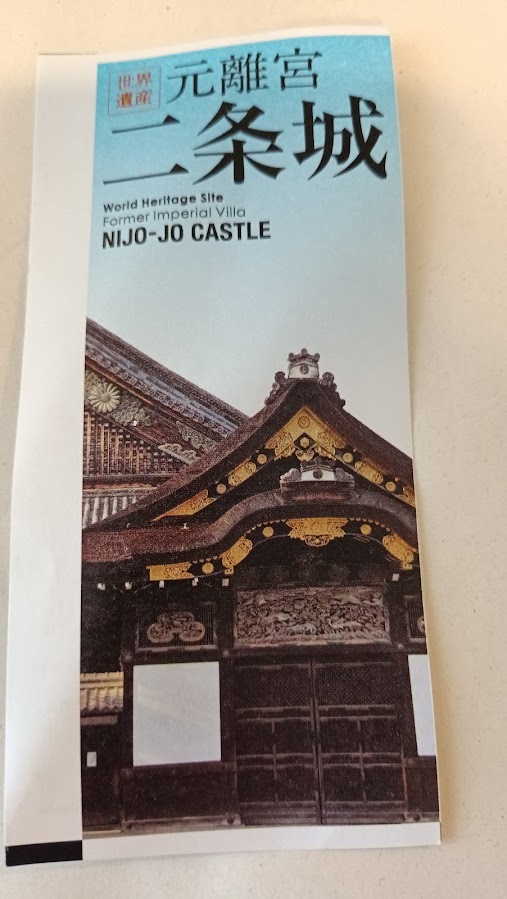 世界
遺産
元離宮
二条城
World Heritage Site
Former Imperial Villa
NIJO-JO CASTLE